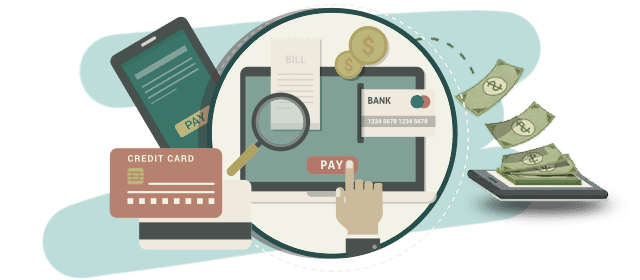 BILL
$
$
BANK
1234 5678 1234 5678
PAY
CREDIT CARD
PAY
$
$
$